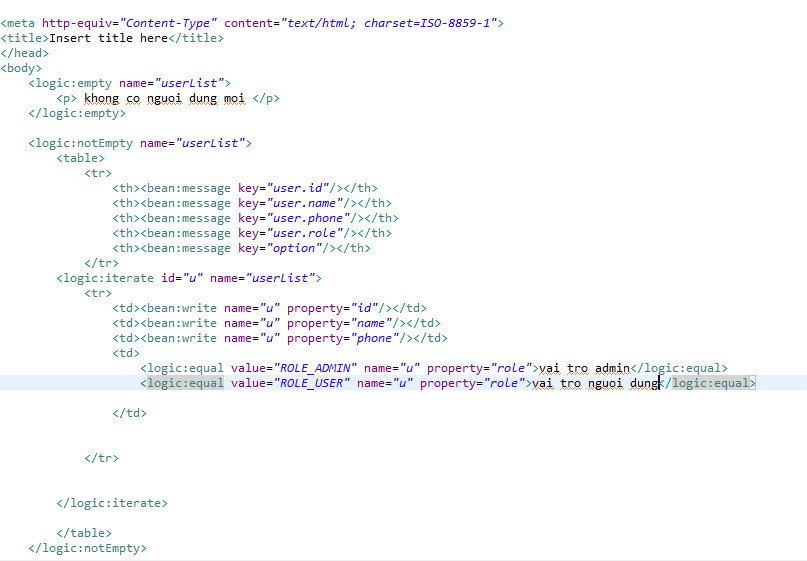 <meta http-equiv="Content-Type" content="text/html; charset=ISO-8859-1">
<title>Insert title here</title>
</head>
<body>
    <logic:empty name="userList">
        <p> khong co nguoi dung moi </p>
    </logic:empty>

    <logic:notEmpty name="userList">
        <table>
            <tr>
                <th><bean:message key="user.id"/></th>
                <th><bean:message key="user.name"/></th>
                <th><bean:message key="user.phone"/></th>
                <th><bean:message key="user.role"/></th>
                <th><bean:message key="option"/></th>
            </tr>
        <logic:iterate id="u" name="userList">
            <tr>
                <td><bean:write name="u" property="id"/></td>
                <td><bean:write name="u" property="name"/></td>
                <td><bean:write name="u" property="phone"/></td>
                <td>
                    <logic:equal value="ROLE_ADMIN" name="u" property="role">vai tro admin</logic:equal>
                    <logic:equal value="ROLE_USER" name="u" property="role">vai tro nguoi dung</logic:equal>

                </td>


            </tr>


        </logic:iterate>

        </table>
    </logic:notEmpty>